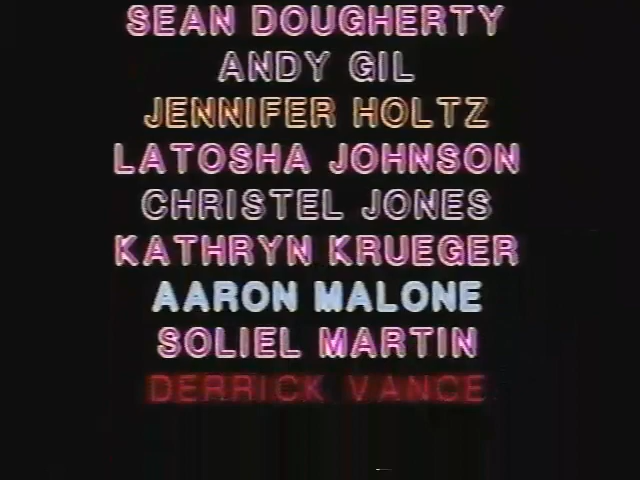 SEAN DOUGHERTY
ANDY GIL
JENNIFER HOLTZ
LATOSHA JOHNSON
CHRISTEL JONES
KATHRYN KRUEGER
AARON MALONE
SOLIEL MARTIN
DERRICK VANCE